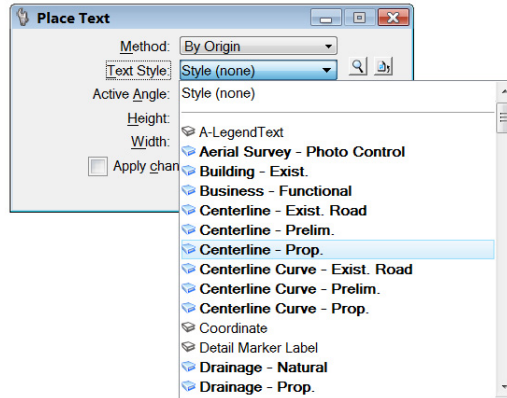 Place Text
Method: By Origin
Text Style: Style (none)
Active Angle: Style (none)
Height:
Width:
Apply chan
A-LegendText
Aerial Survey - Photo Control
Building - Exist.
Business - Functional
Centerline - Exist. Road
Centerline - Prelim.
Centerline - Prop.
Centerline Curve - Exist. Road
Centerline Curve - Prelim.
Centerline Curve - Prop.
Coordinate
Detail Marker Label
Drainage - Natural
Drainage - Prop.